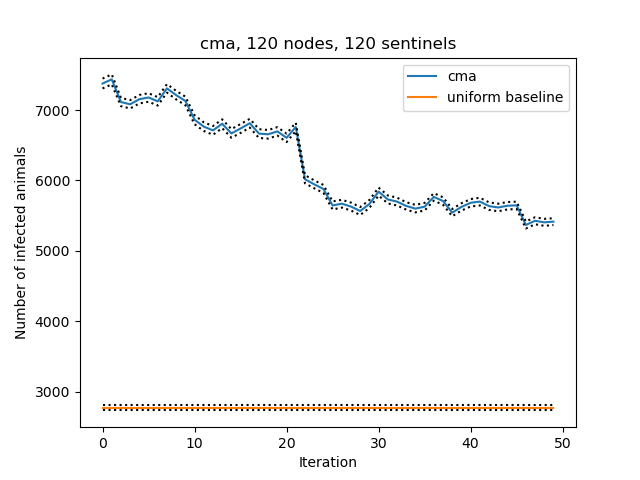 cma, 120 nodes, 120 sentinels
cma
uniform baseline
Number of infected animals
7000
6000
5000
4000
3000
0 10 20 30 40 50
Iteration